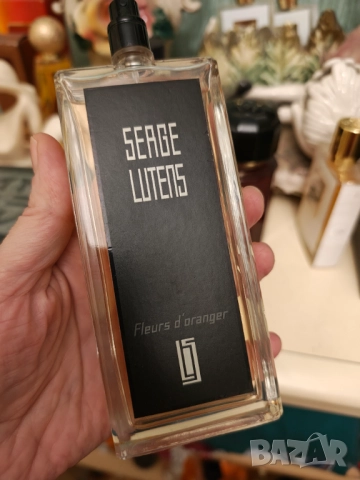 SERGE
LUTENS
Fleurs d'oranger
BAZAR